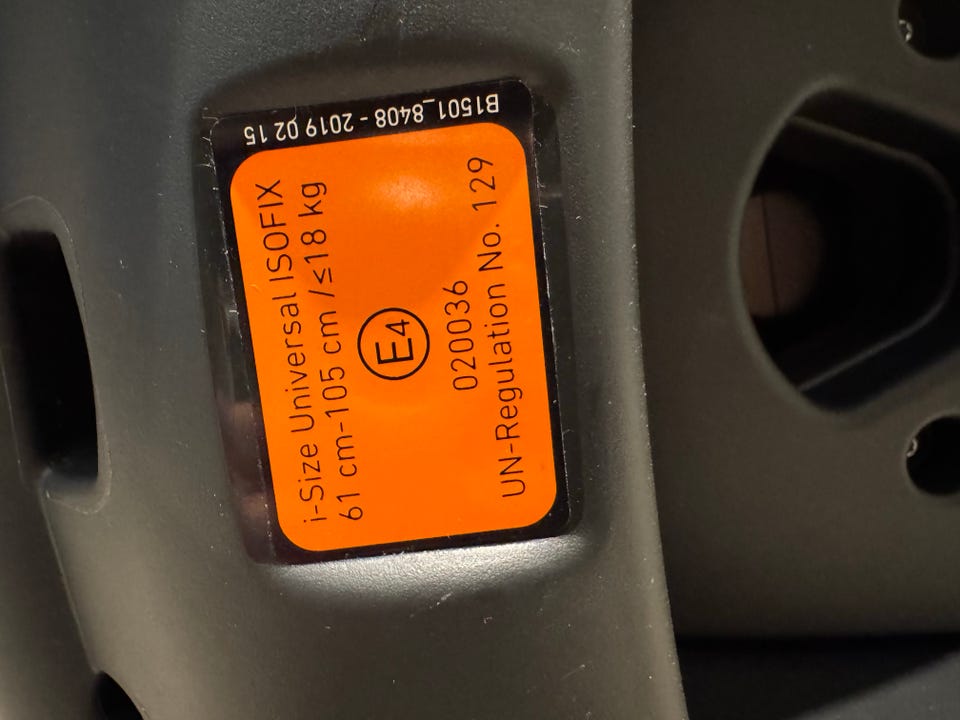 i-Size Universal ISOFIX
61 cm-105 cm / ≤18 kg
E4
020036
UN-Regulation No. 129
B1501_8408 - 2019 02 15